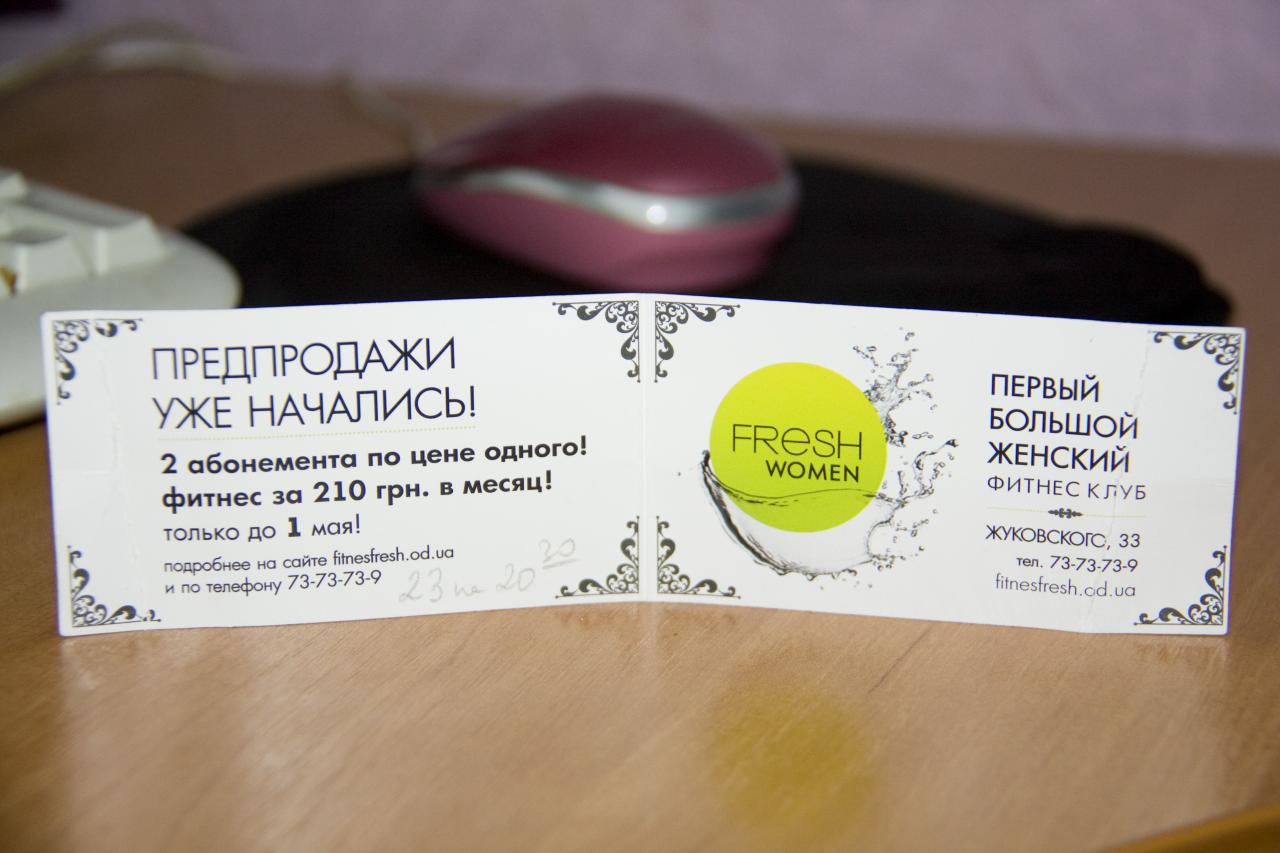 ПРЕДПРОДАЖИ
УЖЕ НАЧАЛИСЬ!
2 абонемента по цене одного!
фитнес за 210 грн. в месяц!
только до 1 мая!
подробнее на сайте fitnesfresh.od.ua
и по телефону 73-73-73-9
23 на 20 30
FResH
WOMEN
ПЕРВЫЙ
БОЛЬШОЙ
ЖЕНСКИЙ
ФИТНЕС КЛУБ
ЖУКОВСКОГО, 33
тел. 73-73-73-9
fitnesfresh.od.ua